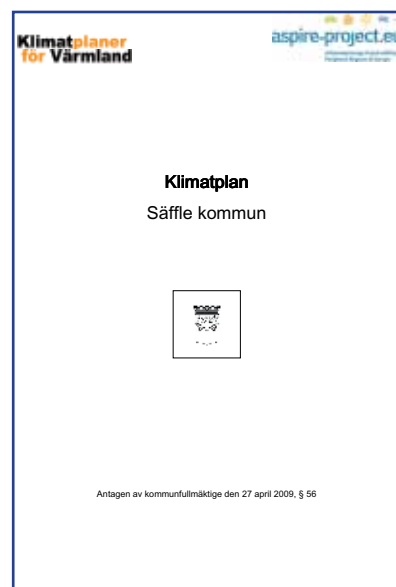 Klimatplaner
för Värmland
aspire-project.eu
Klimatplan
Säffle kommun
Antagen av kommunfullmäktige den 27 april 2009, § 56